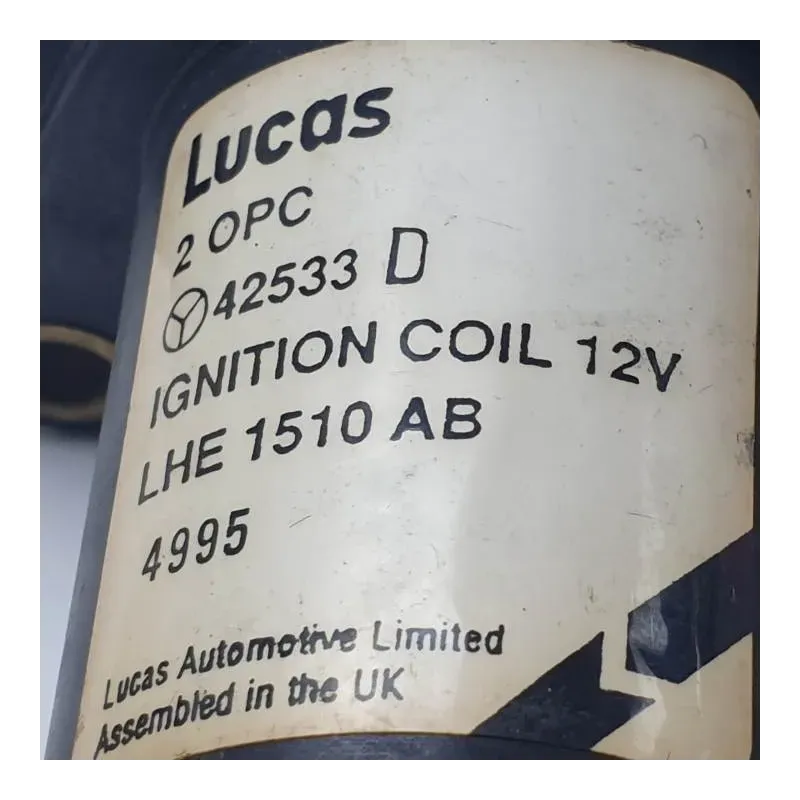 Lucas
2 OPC
42533 D
IGNITION COIL 12V
LHE 1510 AB
4995
Lucas Automotive Limited
Assembled in the UK